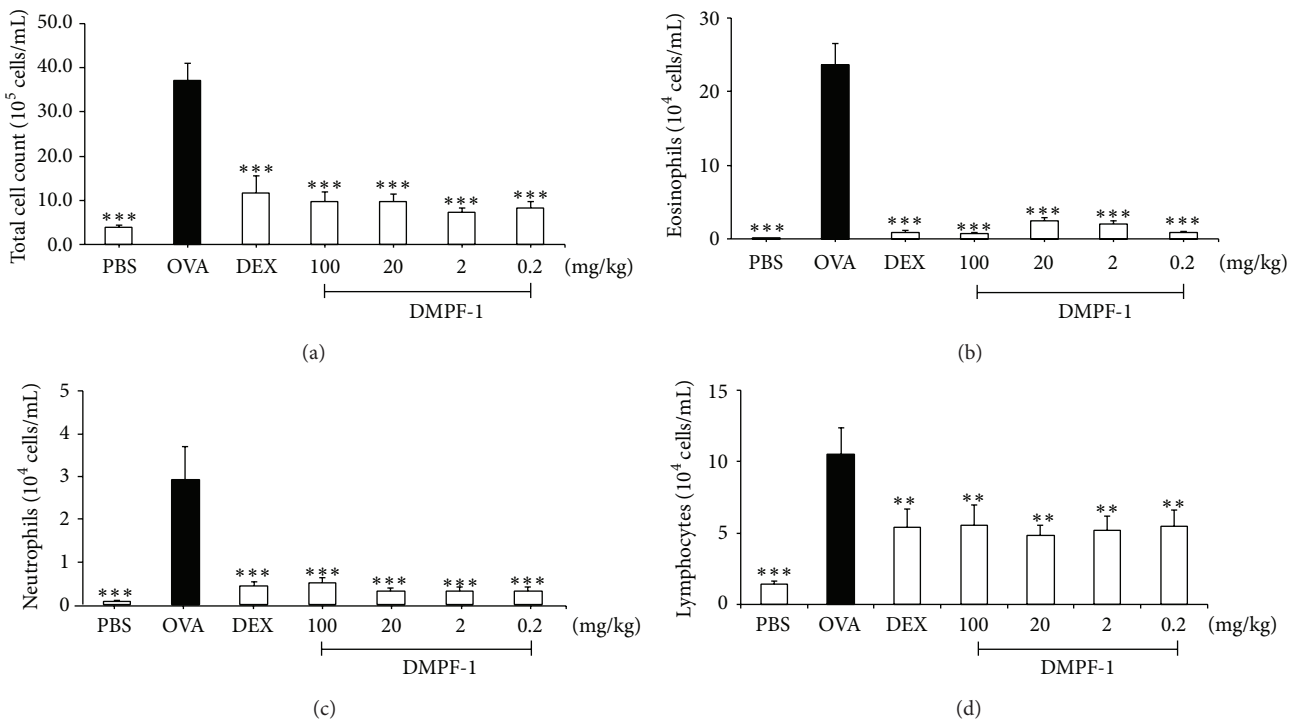 Total cell count (10⁵ cells/mL)
50.0
40.0
30.0
20.0
10.0
0.0
*** *** *** *** *** ***
PBS OVA DEX 100 20 2 0.2 (mg/kg)
DMPF-1
(a)
Eosinophils (10⁴ cells/mL)
30
20
10
0
*** *** *** *** *** ***
PBS OVA DEX 100 20 2 0.2 (mg/kg)
DMPF-1
(b)
Neutrophils (10⁴ cells/mL)
5
4
3
2
1
0
*** *** *** *** *** ***
PBS OVA DEX 100 20 2 0.2 (mg/kg)
DMPF-1
(c)
Lymphocytes (10⁴ cells/mL)
15
10
5
0
*** ** ** ** ** **
PBS OVA DEX 100 20 2 0.2 (mg/kg)
DMPF-1
(d)